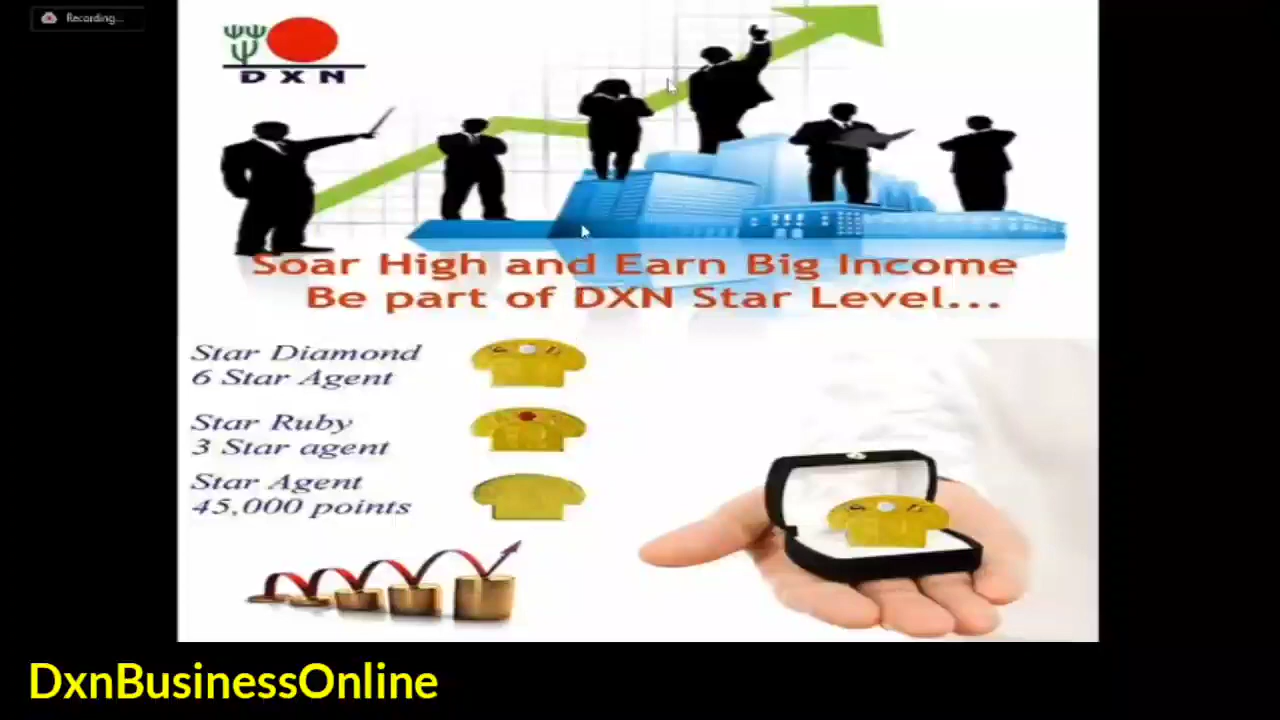 Recording...
DXN
Soar High and Earn Big Income
Be part of DXN Star Level...
Star Diamond
6 Star Agent
Star Ruby
3 Star agent
Star Agent
45,000 points
DxnBusinessOnline